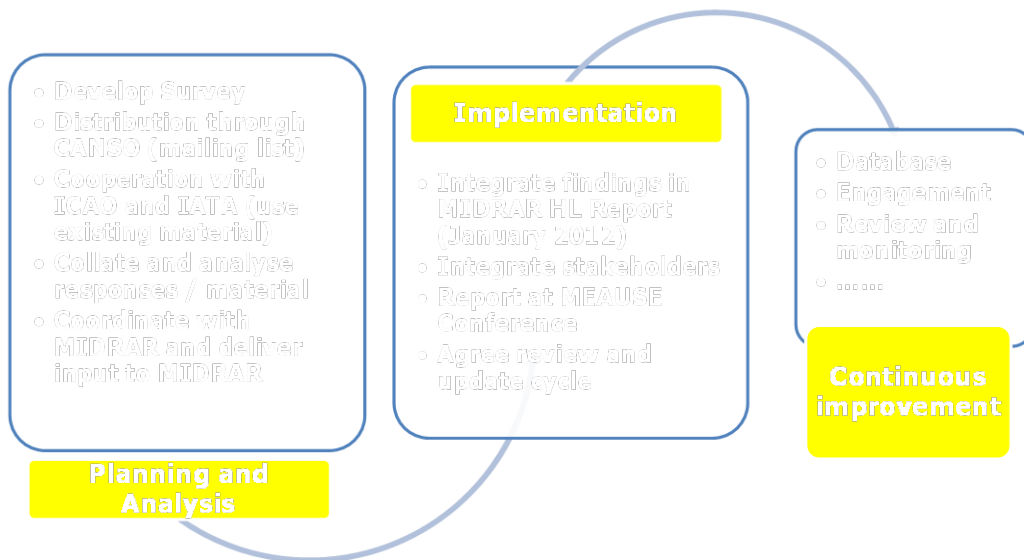 • Develop Survey
• Distribution through
CANSO (mailing list)
• Cooperation with
ICAO and IATA (use
existing material)
• Collate and analyse
responses / material
• Coordinate with
MIDRAR and deliver
input to MIDRAR
Planning and
Analysis
Implementation
• Integrate findings in
MIDRAR HL Report
(January 2012)
• Integrate stakeholders
• Report at MEAUSE
Conference
• Agree review and
update cycle
• Database
• Engagement
• Review and
monitoring
• ......
Continuous
improvement